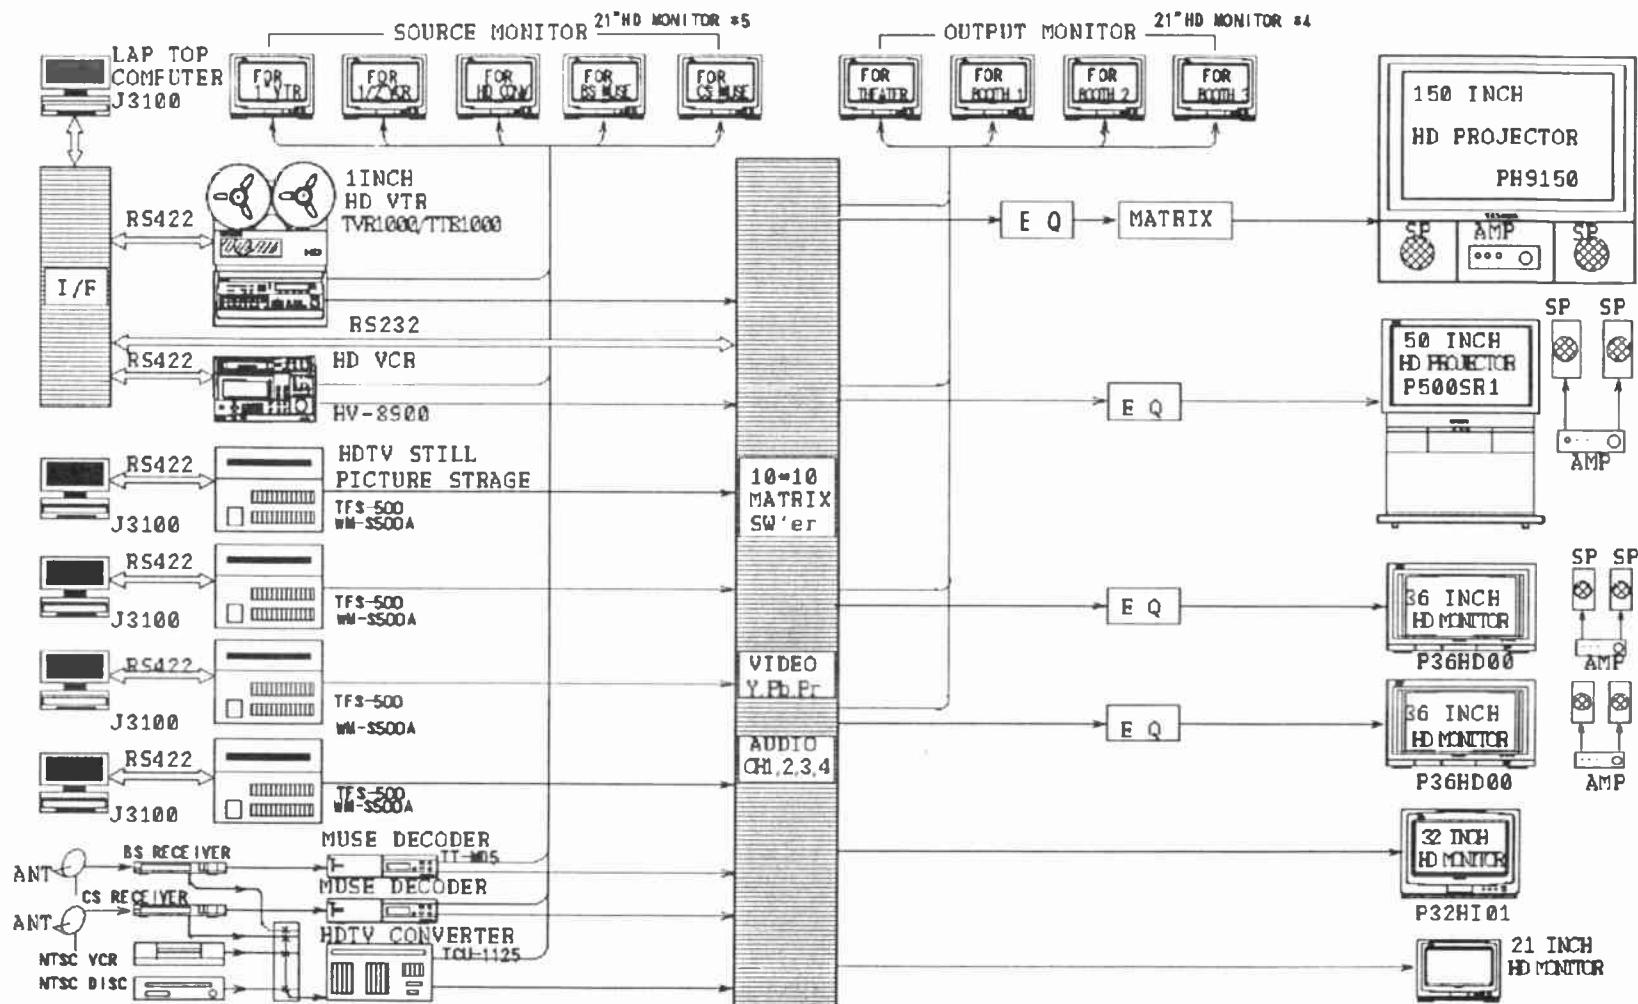 SOURCE MONITOR
21"HD MONITOR *5
OUTPUT MONITOR
21"HD MONITOR *4
LAP TOP
COMPUTER
J3100
FOR
1 VTR
FOR
1/2 VCR
FOR
HD CONV
FOR
BS MUSE
FOR
CS MUSE
FOR
THEATER
FOR
BOOTH 1
FOR
BOOTH 2
FOR
BOOTH 3
150 INCH
HD PROJECTOR
PH9150
SP
AMP
SP
I/F
RS422
1INCH
HD VTR
TVR1000/TTR1000
HD
RS232
RS422
HD VCR
HV-8900
E Q
MATRIX
50 INCH
HD PROJECTOR
P500SR1
SP SP
AMP
E Q
RS422
J3100
HDTV STILL
PICTURE STRAGE
TFS-500
WM-S500A
10*10
MATRIX
SW'er
RS422
J3100
TFS-500
WM-S500A
E Q
36 INCH
HD MONITOR
P36HD00
SP SP
AMP
RS422
J3100
TFS-500
WM-S500A
VIDEO
Y.Pb.Pr
E Q
36 INCH
HD MONITOR
P36HD00
AMP
RS422
J3100
TFS-500
WM-S500A
AUDIO
CH1,2,3,4
MUSE DECODER
TT-MD5
BS RECEIVER
ANT
MUSE DECODER
CS RECEIVER
ANT
HDTV CONVERTER
TCU-1125
NTSC VCR
NTSC DISC
32 INCH
HD MONITOR
P32HI01
21 INCH
HD MONITOR